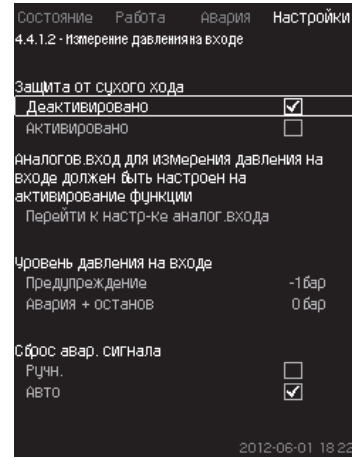 Состояние Работа Авария Настройки
4.4.1.2 - Измерение давления на входе
Защита от сухого хода
Деактивировано
Активировано
Аналогов.вход для измерения давления на
входе должен быть настроен на
активирование функции
Перейти к настр-ке аналог.входа
Уровень давления на входе
Предупреждение -1 бар
Авария + останов 0 бар
Сброс авар. сигнала
Ручн.
Авто
2012-06-01 18:22